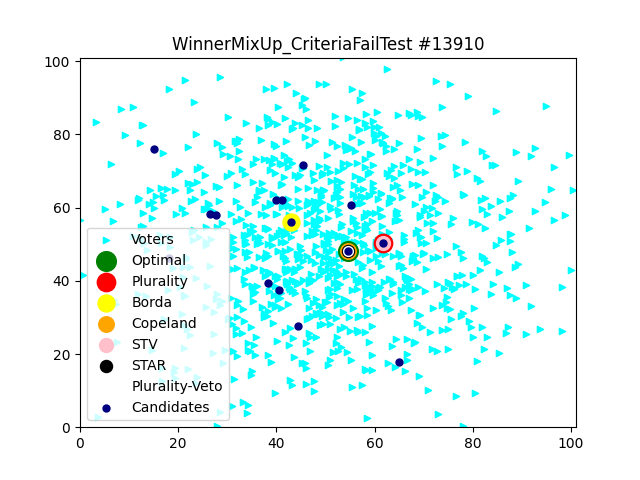 WinnerMixUp_CriteriaFailTest #13910
100
80
60
40
20
0
0 20 40 60 80 100
Voters
Optimal
Plurality
Borda
Copeland
STV
STAR
Plurality-Veto
Candidates